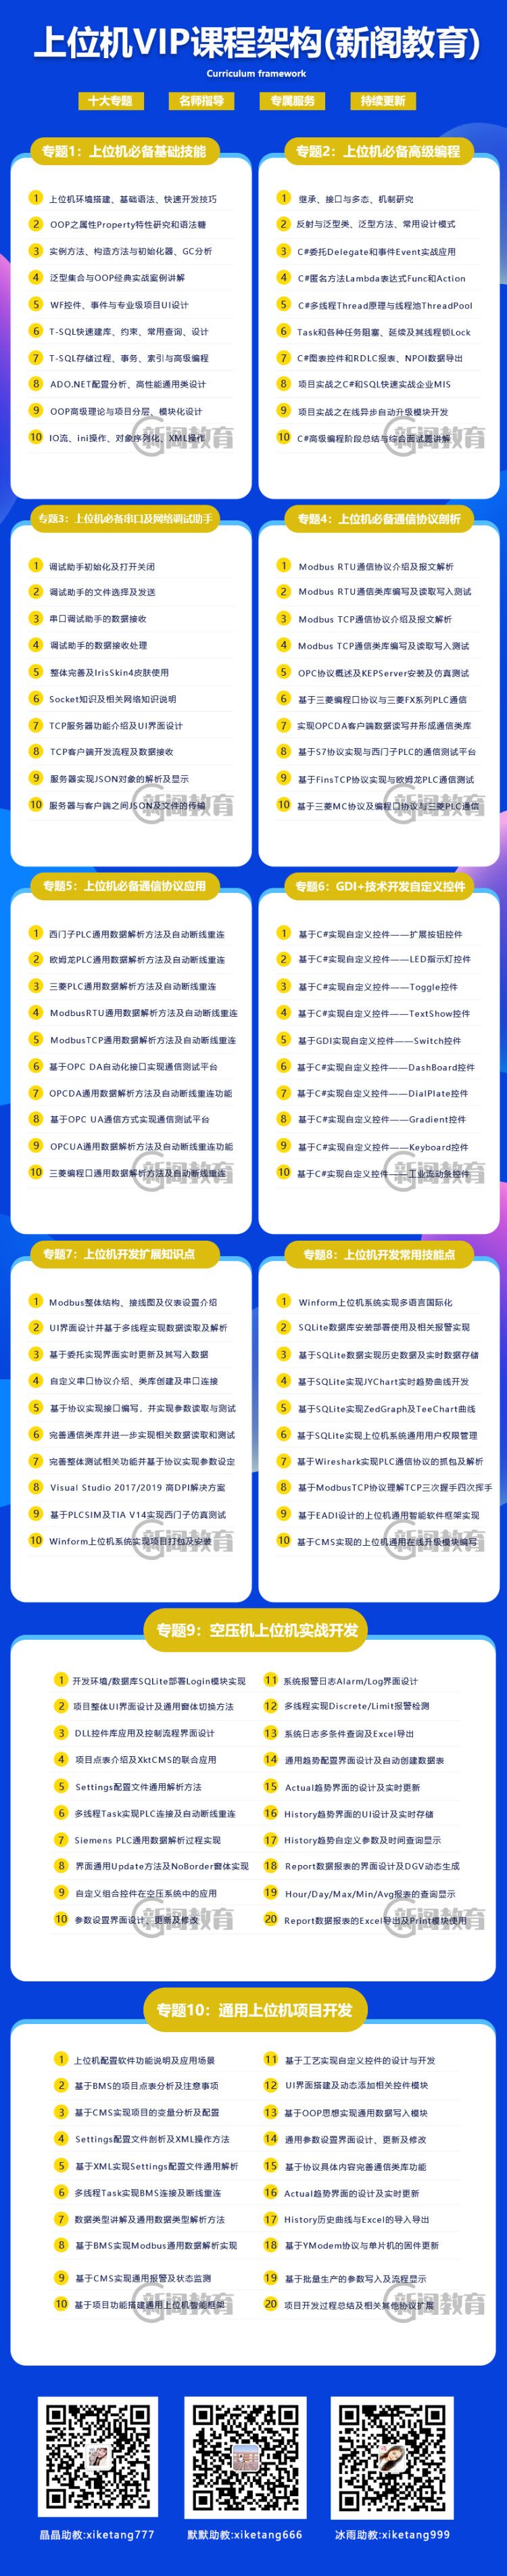 上位机VIP课程架构(新阁教育)
Curriculum framework
十大专题 名师指导 专属服务 持续更新
专题1：上位机必备基础技能
1 上位机环境搭建、基础语法、快速开发技巧
2 OOP之属性Property特性研究和语法糖
3 实例方法、构造方法与初始化器、GC分析
4 泛型集合与OOP经典实战案例讲解
5 WF控件、事件与专业级项目UI设计
6 T-SQL快速建库、约束、常用查询、设计
7 T-SQL存储过程、事务、索引与高级编程
8 ADO.NET配置分析、高性能通用类设计
9 OOP高级理论与项目分层、模块化设计
10 IO流、ini操作、对象序列化、XML操作
新阁教育
专题2：上位机必备高级编程
1 继承、接口与多态、机制研究
2 反射与泛型类、泛型方法、常用设计模式
3 C#委托Delegate和事件Event实战应用
4 C#匿名方法Lambda表达式Func和Action
5 C#多线程Thread原理与线程池ThreadPool
6 Task和各种任务阻塞、延续及其线程锁Lock
7 C#图表控件和RDLC报表、NPOI数据导出
8 项目实战之C#和SQL快速实战企业MIS
9 项目实战之在线异步自动升级模块开发
10 C#高级编程阶段总结与综合面试题讲解
新阁教育
专题3：上位机必备串口及网络调试助手
1 调试助手初始化及打开关闭
2 调试助手的文件选择及发送
3 串口调试助手的数据接收
4 调试助手的数据接收处理
5 整体完善及IrisSkin4皮肤使用
6 Socket知识及相关网络知识说明
7 TCP服务器功能介绍及UI界面设计
8 TCP客户端开发流程及数据接收
9 服务器实现JSON对象的解析及显示
10 服务器与客户端之间JSON及文件的传输
新阁教育
专题4：上位机必备通信协议剖析
1 Modbus RTU通信协议介绍及报文解析
2 Modbus RTU通信类库编写及读取写入测试
3 Modbus TCP通信协议介绍及报文解析
4 Modbus TCP通信类库编写及读取写入测试
5 OPC协议概述及KEPServer安装及仿真测试
6 基于三菱编程口协议与三菱FX系列PLC通信
7 实现OPCDA客户端数据读写并形成通信类库
8 基于S7协议实现与西门子PLC的通信测试平台
9 基于FinsTCP协议实现与欧姆龙PLC通信测试
10 基于三菱MC协议及编程口协议与三菱PLC通信
新阁教育
专题5：上位机必备通信协议应用
1 西门子PLC通用数据解析方法及自动断线重连
2 欧姆龙PLC通用数据解析方法及自动断线重连
3 三菱PLC通用数据解析方法及自动断线重连
4 ModbusRTU通用数据解析方法及自动断线重连
5 ModbusTCP通用数据解析方法及自动断线重连
6 基于OPC DA自动化接口实现通信测试平台
7 OPCDA通用数据解析方法及自动断线重连功能
8 基于OPC UA通信方式实现通信测试平台
9 OPCUA通用数据解析方法及自动断线重连功能
10 三菱编程口通用数据解析方法及自动断线重连
新阁教育
专题6：GDI+技术开发自定义控件
1 基于C#实现自定义控件——扩展按钮控件
2 基于C#实现自定义控件——LED指示灯控件
3 基于C#实现自定义控件——Toggle控件
4 基于C#实现自定义控件——TextShow控件
5 基于GDI实现自定义控件——Switch控件
6 基于C#实现自定义控件——DashBoard控件
7 基于C#实现自定义控件——DialPlate控件
8 基于C#实现自定义控件——Gradient控件
9 基于C#实现自定义控件——Keyboard控件
10 基于C#实现自定义控件——工业流动条控件
新阁教育
专题7：上位机开发扩展知识点
1 Modbus整体结构、接线图及仪表设置介绍
2 UI界面设计并基于多线程实现数据读取及解析
3 基于委托实现界面实时更新及其写入数据
4 自定义串口协议介绍、类库创建及串口连接
5 基于协议实现接口编写，并实现参数读取与测试
6 完善通信类库并进一步实现相关数据读取和测试
7 完善整体测试相关功能并基于协议实现参数设定
8 Visual Studio 2017/2019 高DPI解决方案
9 基于PLCSIM及TIA V14实现西门子仿真测试
10 Winform上位机系统实现项目打包及安装
新阁教育
专题8：上位机开发常用技能点
1 Winform上位机系统实现多语言国际化
2 SQLite数据库安装部署使用及相关报警实现
3 基于SQLite数据实现历史数据及实时数据存储
4 基于SQLite实现JYChart实时趋势曲线开发
5 基于SQLite实现ZedGraph及TeeChart曲线
6 基于SQLite实现上位机系统通用用户权限管理
7 基于Wireshark实现PLC通信协议的抓包及解析
8 基于ModbusTCP协议理解TCP三次握手四次挥手
9 基于EADI设计的上位机通用智能软件框架实现
10 基于CMS实现的上位机通用在线升级模块编写
新阁教育
专题9：空压机上位机实战开发
1 开发环境/数据库SQLite部署Login模块实现
2 项目整体UI界面设计及通用窗体切换方法
3 DLL控件库应用及控制流程界面设计
4 项目点表介绍及XktCMS的联合应用
5 Settings配置文件通用解析方法
6 多线程Task实现PLC连接及自动断线重连
7 Siemens PLC通用数据解析过程实现
8 界面通用Update方法及NoBorder窗体实现
9 自定义组合控件在空压系统中的应用
10 参数设置界面设计、更新及修改
新阁教育
11 系统报警日志Alarm/Log界面设计
12 多线程实现Discrete/Limit报警检测
13 系统日志多条件查询及Excel导出
14 通用趋势配置界面设计及自动创建数据表
15 Actual趋势界面的设计及实时更新
16 History趋势界面的UI设计及实时存储
17 History趋势自定义参数及时间查询显示
18 Report数据报表的界面设计及DGV动态生成
19 Hour/Day/Max/Min/Avg报表的查询显示
20 Report数据报表的Excel导出及Print模块使用
新阁教育
专题10：通用上位机项目开发
1 上位机配置软件功能说明及应用场景
2 基于BMS的项目点表分析及注意事项
3 基于CMS实现项目的变量分析及配置
4 Settings配置文件剖析及XML操作方法
5 基于XML实现Settings配置文件通用解析
6 多线程Task实现BMS连接及断线重连
7 数据类型讲解及通用数据类型解析方法
8 基于BMS实现Modbus通用数据解析实现
9 基于CMS实现通用报警及状态监测
10 基于项目功能搭建通用上位机智能框架
新阁教育
11 基于工艺实现自定义控件的设计与开发
12 UI界面搭建及动态添加相关控件模块
13 基于OOP思想实现通用数据写入模块
14 通用参数设置界面设计、更新及修改
15 基于协议具体内容完善通信类库功能
16 Actual趋势界面的设计及实时更新
17 History历史曲线与Excel的导入导出
18 基于YModem协议与单片机的固件更新
19 基于批量生产的参数写入及流程显示
20 项目开发过程总结及相关其他协议扩展
新阁教育
晶晶助教:xiketang777
默默助教:xiketang666
冰雨助教:xiketang999